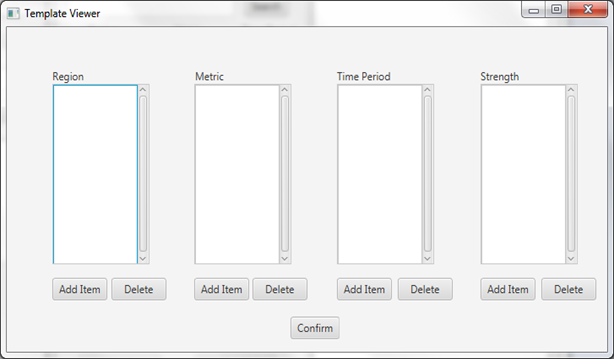 Template Viewer
Region Metric Time Period Strength
Add Item Delete Add Item Delete Add Item Delete Add Item Delete
Confirm